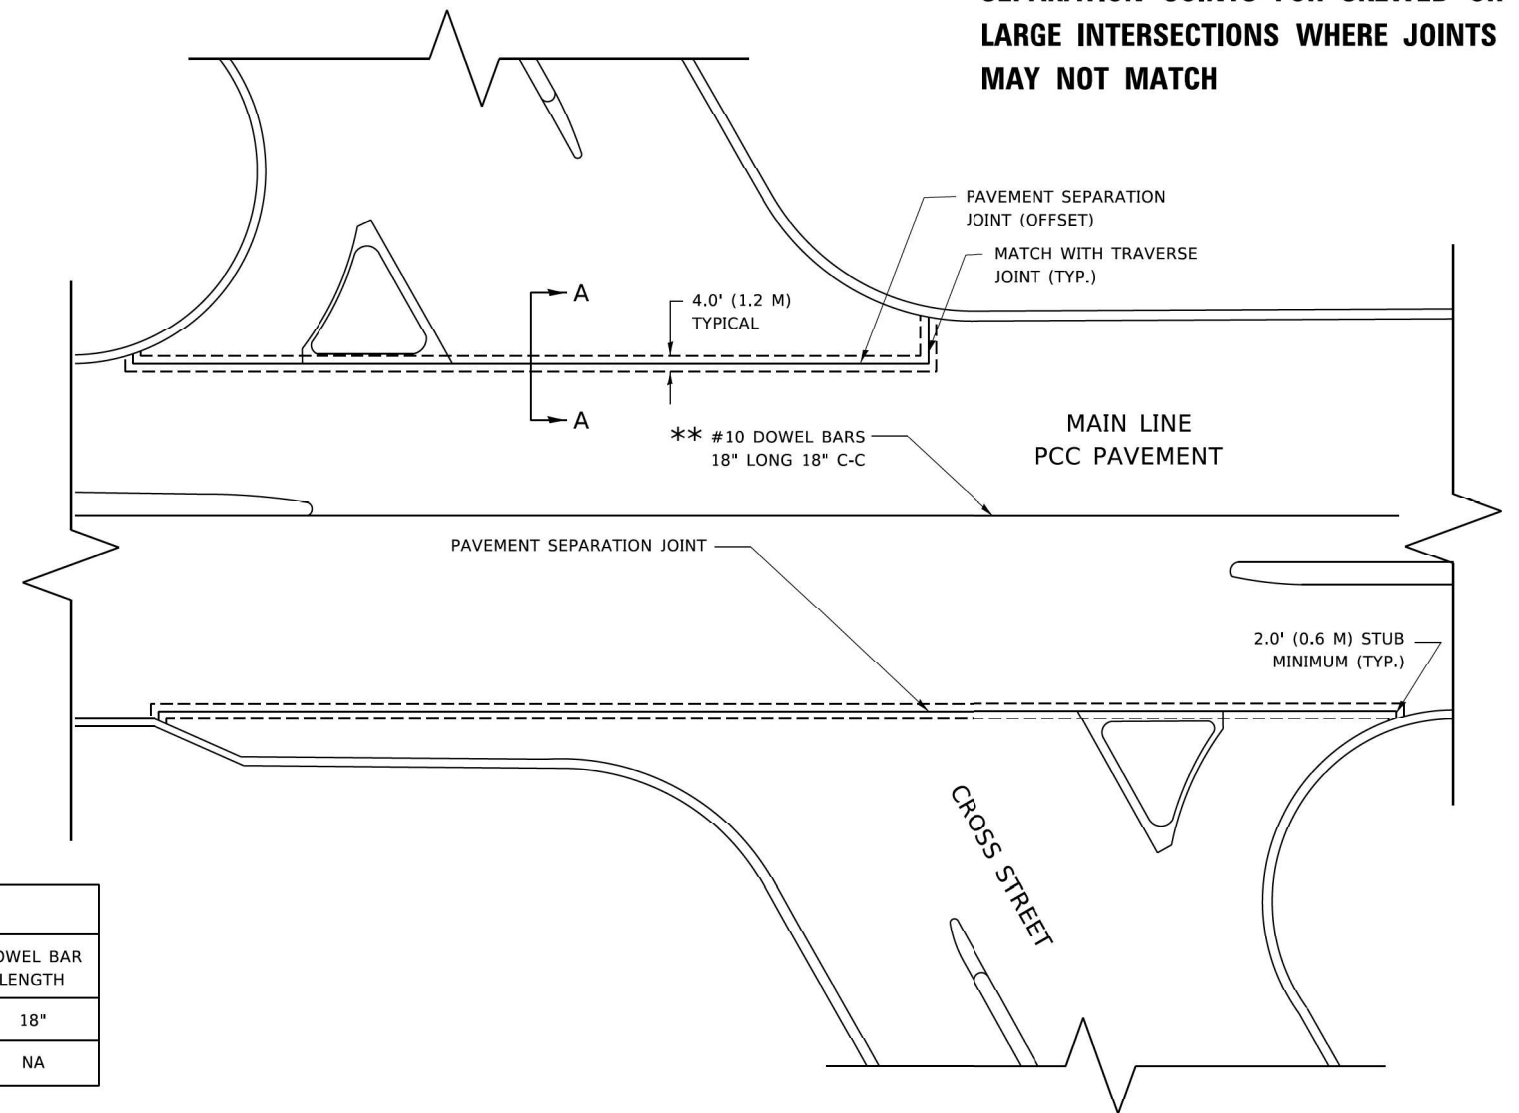 LARGE INTERSECTIONS WHERE JOINTS
MAY NOT MATCH
PAVEMENT SEPARATION
JOINT (OFFSET)
MATCH WITH TRAVERSE
JOINT (TYP.)
A
4.0' (1.2 M)
TYPICAL
A
** #10 DOWEL BARS
18" LONG 18" C-C
MAIN LINE
PCC PAVEMENT
PAVEMENT SEPARATION JOINT
2.0' (0.6 M) STUB
MINIMUM (TYP.)
CROSS STREET
BAR
LENGTH
18"
NA